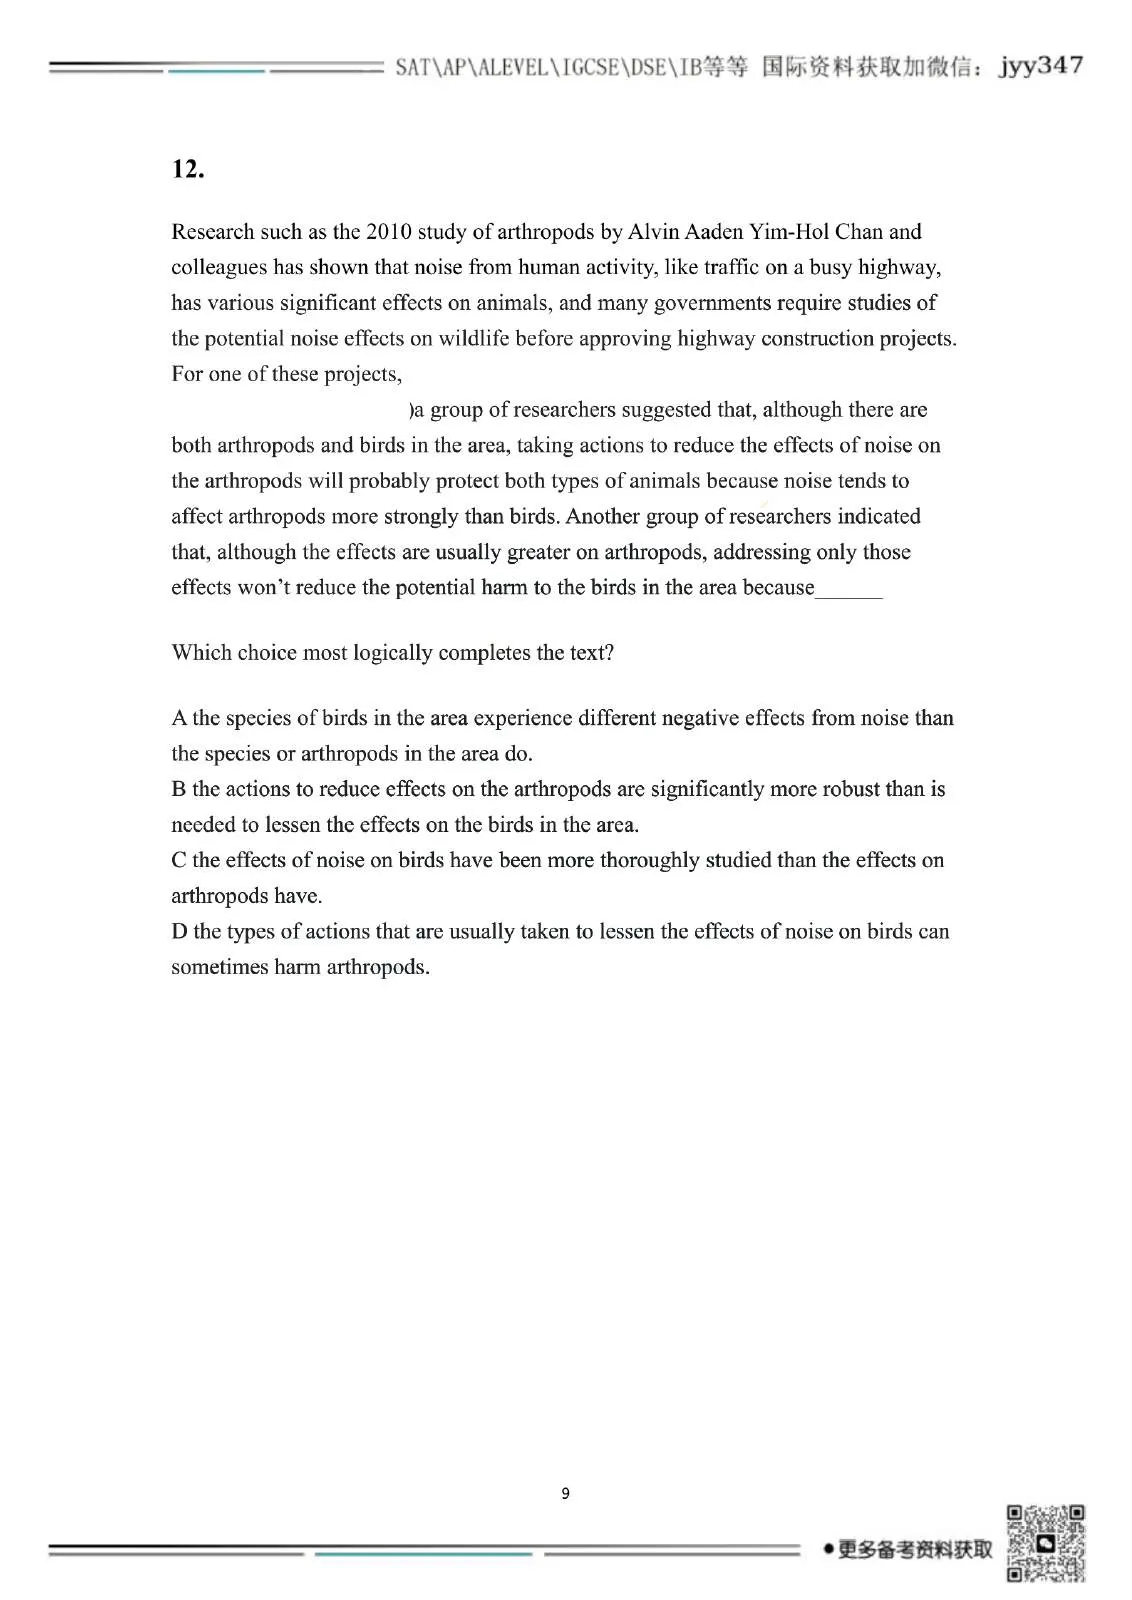 SAT\AP\ALEVEL\IGCSE\DSE\IB等等 国际资料获取加微信: jyy347
12.
Research such as the 2010 study of arthropods by Alvin Aaden Yim-Hol Chan and
colleagues has shown that noise from human activity, like traffic on a busy highway,
has various significant effects on animals, and many governments require studies of
the potential noise effects on wildlife before approving highway construction projects.
For one of these projects,
)a group of researchers suggested that, although there are
both arthropods and birds in the area, taking actions to reduce the effects of noise on
the arthropods will probably protect both types of animals because noise tends to
affect arthropods more strongly than birds. Another group of researchers indicated
that, although the effects are usually greater on arthropods, addressing only those
effects won't reduce the potential harm to the birds in the area because______
Which choice most logically completes the text?
A the species of birds in the area experience different negative effects from noise than
the species or arthropods in the area do.
B the actions to reduce effects on the arthropods are significantly more robust than is
needed to lessen the effects on the birds in the area.
C the effects of noise on birds have been more thoroughly studied than the effects on
arthropods have.
D the types of actions that are usually taken to lessen the effects of noise on birds can
sometimes harm arthropods.
9
●更多备考资料获取